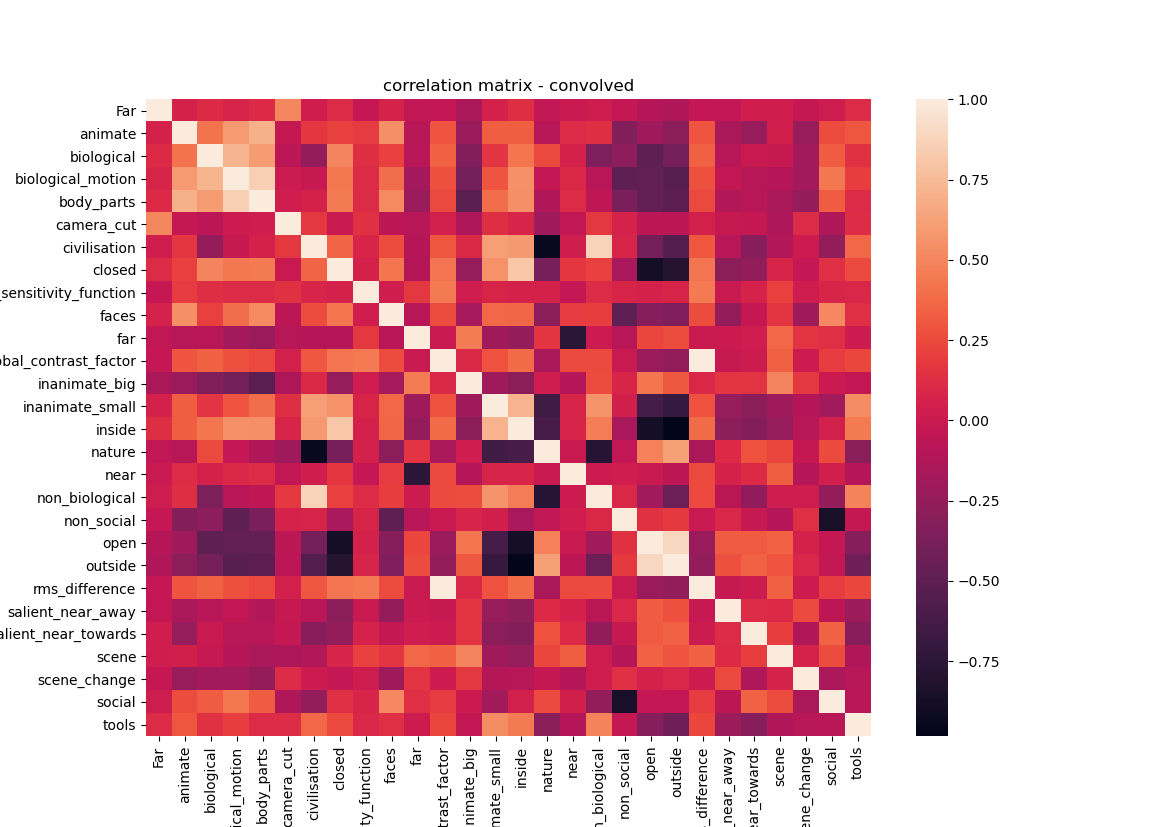 correlation matrix - convolved
Far
animate
biological
biological_motion
body_parts
camera_cut
civilisation
closed
_sensitivity_function
faces
far
obal_contrast_factor
inanimate_big
inanimate_small
inside
nature
near
non_biological
non_social
open
outside
rms_difference
salient_near_away
alient_near_towards
scene
scene_change
social
tools
Far
animate
biological
ical_motion
body_parts
camera_cut
civilisation
closed
ty_function
faces
far
trast_factor
nimate_big
mate_small
inside
nature
near
n_biological
non_social
open
outside
_difference
_near_away
ear_towards
scene
ene_change
social
tools
1.00
0.75
0.50
0.25
0.00
−0.25
−0.50
−0.75